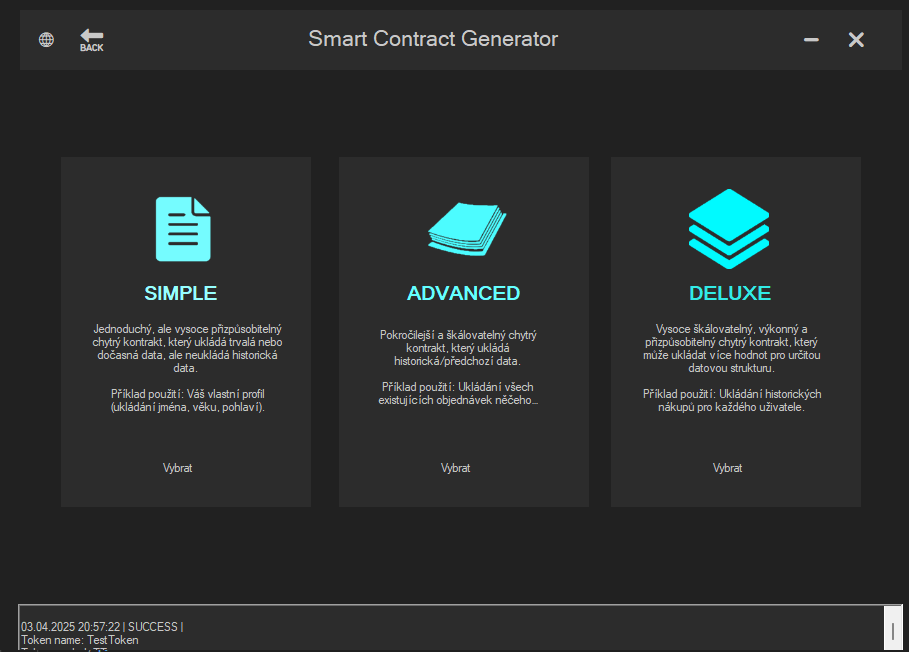 BACK
Smart Contract Generator
SIMPLE
Jednoduchý, ale vysoce přizpůsobitelný
chytrý kontrakt, který ukládá trvalá nebo
dočasná data, ale neukládá historická
data.
Příklad použití: Váš vlastní profil
(ukládání jména, věku, pohlaví).
Vybrat
ADVANCED
Pokročilejší a škálovatelný chytrý
kontrakt, který ukládá
historická/předchozí data.
Příklad použití: Ukládání všech
existujících objednávek něčeho...
Vybrat
DELUXE
Vysoce škálovatelný, výkonný a
přizpůsobitelný chytrý kontrakt, který
může ukládat více hodnot pro určitou
datovou strukturu.
Příklad použití: Ukládání historických
nákupů pro každého uživatele.
Vybrat
03.04.2025 20:57:22 | SUCCESS |
Token name: TestToken